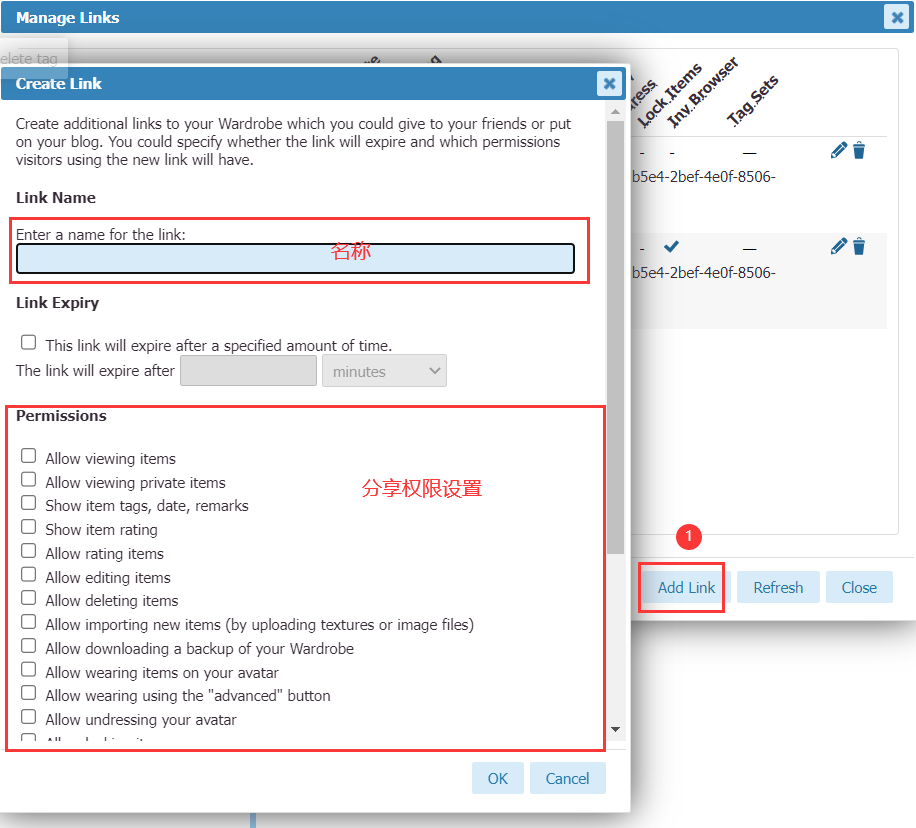 Manage Links
elete tag
Create Link
Lock Items
Inv. Browser
Tag Sets
Create additional links to your Wardrobe which you could give to your friends or put
on your blog. You could specify whether the link will expire and which permissions
visitors using the new link will have.
- - —
b5e4-2bef-4e0f-8506-
Link Name
Enter a name for the link:
名称
- —
b5e4-2bef-4e0f-8506-
Link Expiry
This link will expire after a specified amount of time.
The link will expire after minutes
Permissions
Allow viewing items
Allow viewing private items
分享权限设置
Show item tags, date, remarks
Show item rating
Allow rating items
Allow editing items
Allow deleting items
Allow importing new items (by uploading textures or image files)
Allow downloading a backup of your Wardrobe
Allow wearing items on your avatar
Allow wearing using the "advanced" button
Allow undressing your avatar
1
Add Link Refresh Close
OK Cancel